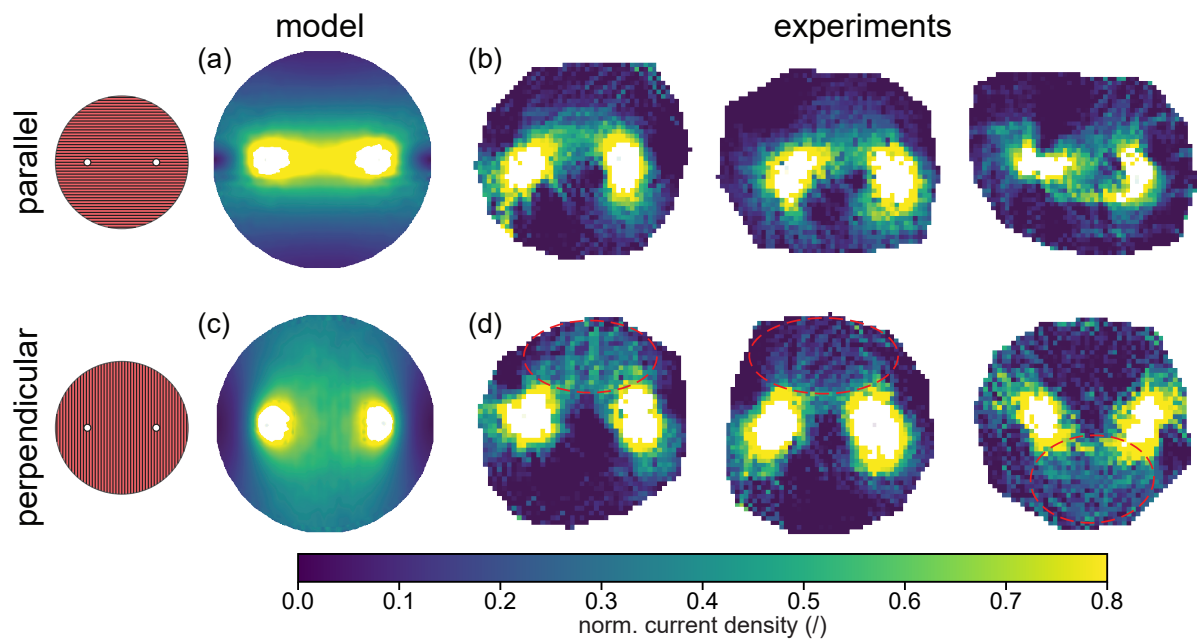 model
experiments
parallel
(a)
(b)
perpendicular
(c)
(d)
0.0 0.1 0.2 0.3 0.4 0.5 0.6 0.7 0.8
norm. current density (/)